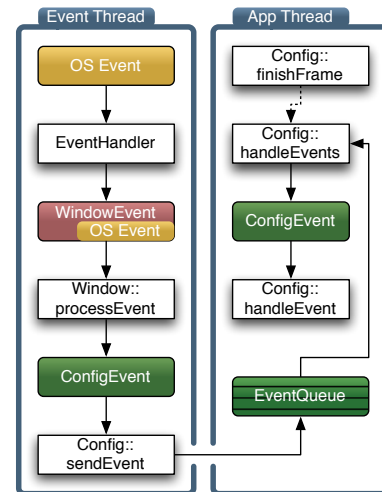 Event Thread
OS Event
EventHandler
WindowEvent
OS Event
Window::
processEvent
ConfigEvent
Config::
sendEvent
App Thread
Config::
finishFrame
Config::
handleEvents
ConfigEvent
Config::
handleEvent
EventQueue